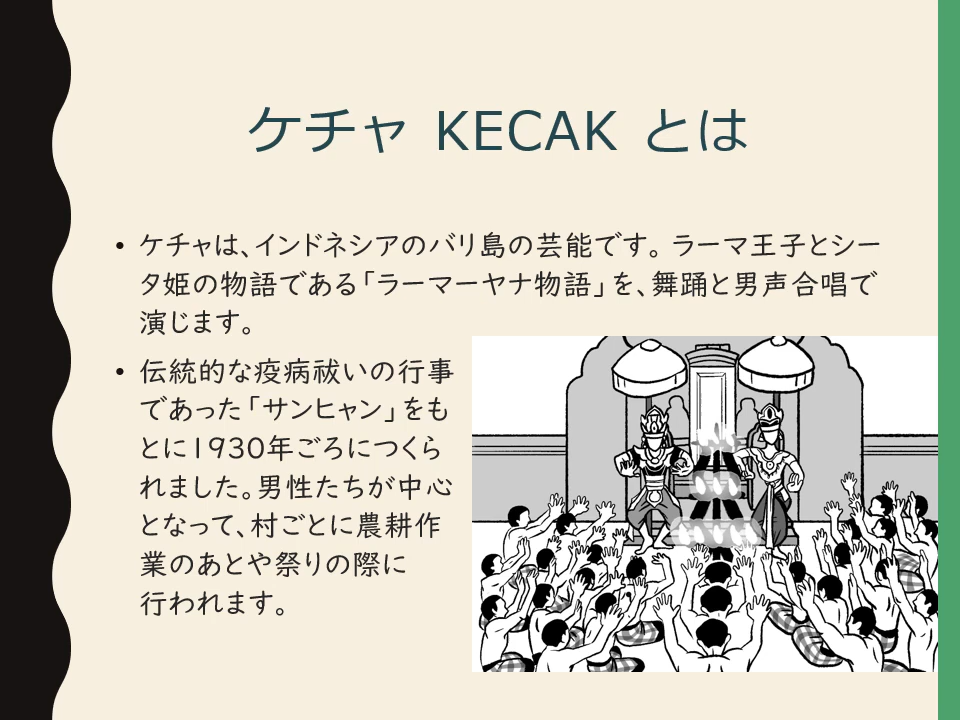 ケチャ KECAK とは
• ケチャは、インドネシアのバリ島の芸能です。ラーマ王子とシー
タ姫の物語である「ラーマーヤナ物語」を、舞踊と男声合唱で
演じます。
• 伝統的な疫病祓いの行事
であった「サンヒャン」をも
とに1930年ごろにつくら
れました。男性たちが中心
となって、村ごとに農耕作
業のあとや祭りの際に
行われます。